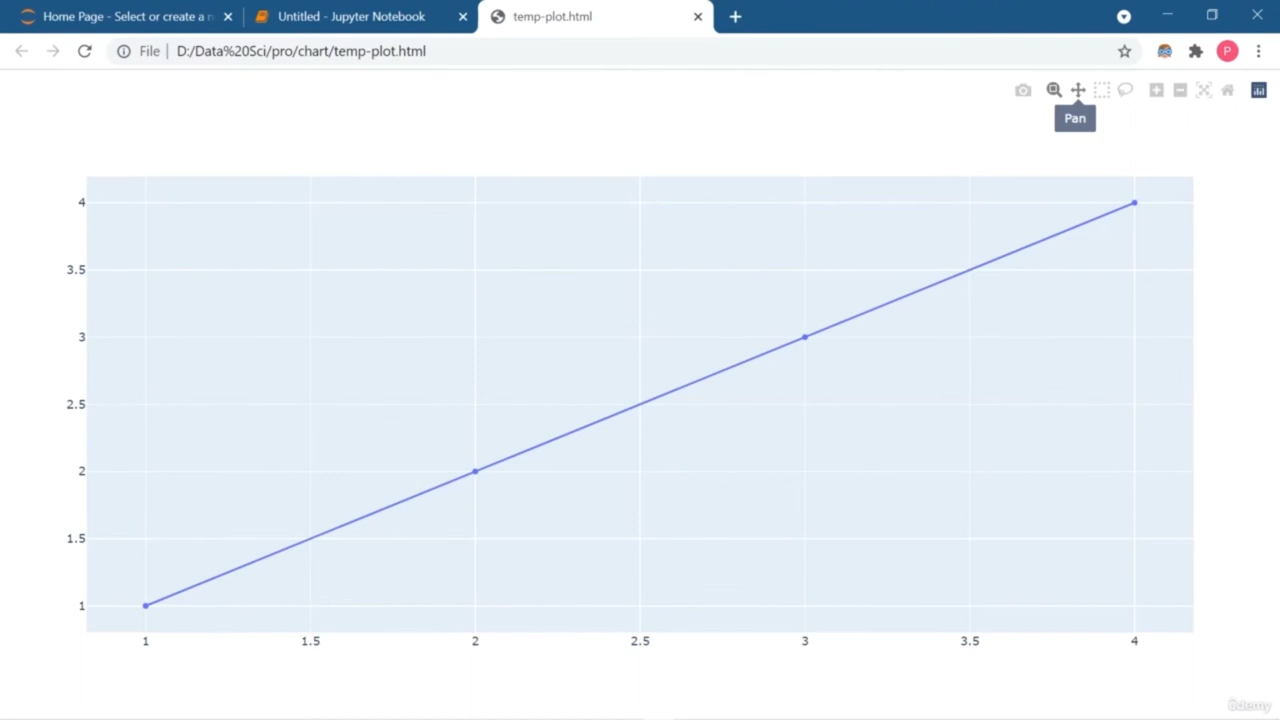 Home Page - Select or create a n
Untitled - Jupyter Notebook
temp-plot.html
File
D:/Data%20Sci/pro/chart/temp-plot.html
P
Pan
4
3.5
3
2.5
2
1.5
1
1 1.5 2 2.5 3 3.5 4
ûdemy